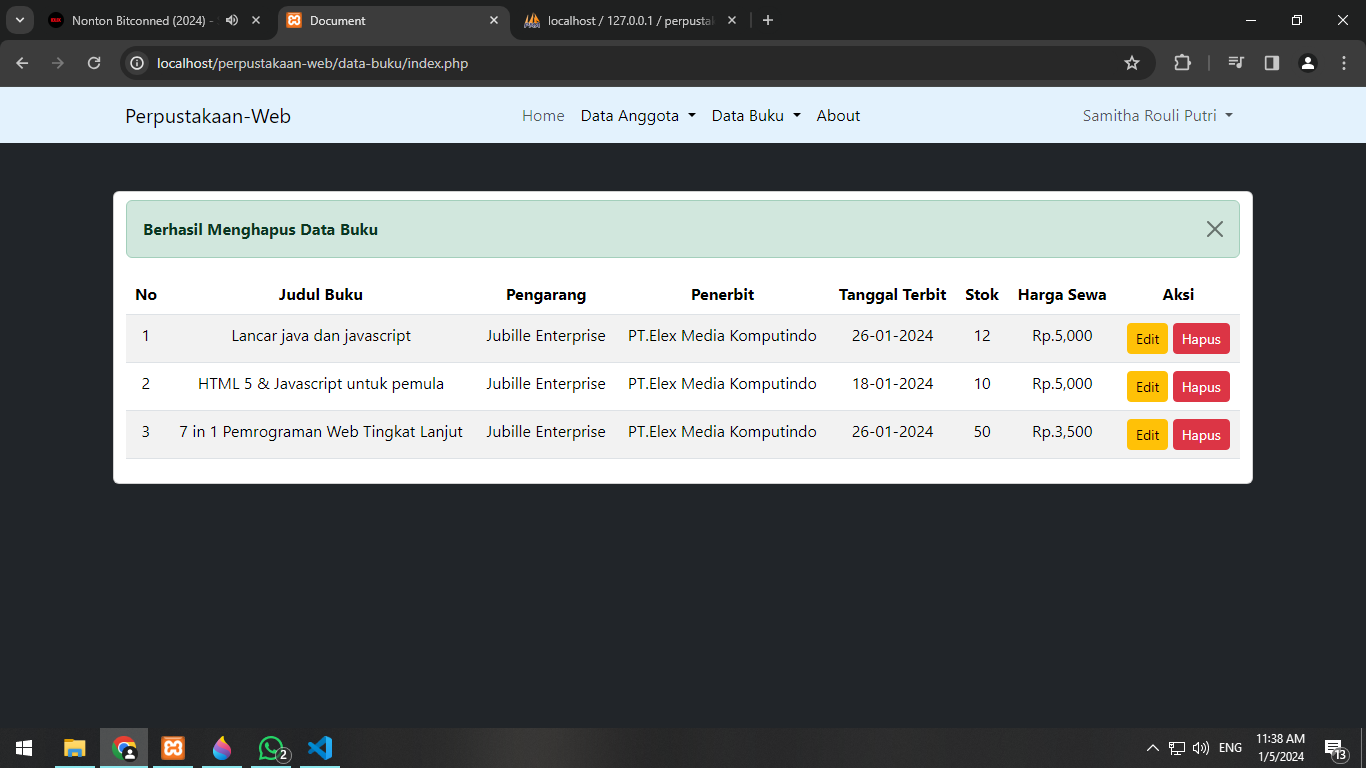 Nonton Bitconned (2024) -
Document
localhost / 127.0.0.1 / perpusta
localhost/perpustakaan-web/data-buku/index.php
Perpustakaan-Web Home Data Anggota Data Buku About Samitha Rouli Putri
Berhasil Menghapus Data Buku
No Judul Buku Pengarang Penerbit Tanggal Terbit Stok Harga Sewa Aksi
1 Lancar java dan javascript Jubille Enterprise PT.Elex Media Komputindo 26-01-2024 12 Rp.5,000 Edit Hapus
2 HTML 5 & Javascript untuk pemula Jubille Enterprise PT.Elex Media Komputindo 18-01-2024 10 Rp.5,000 Edit Hapus
3 7 in 1 Pemrograman Web Tingkat Lanjut Jubille Enterprise PT.Elex Media Komputindo 26-01-2024 50 Rp.3,500 Edit Hapus
2
ENG
11:38 AM
1/5/2024
13